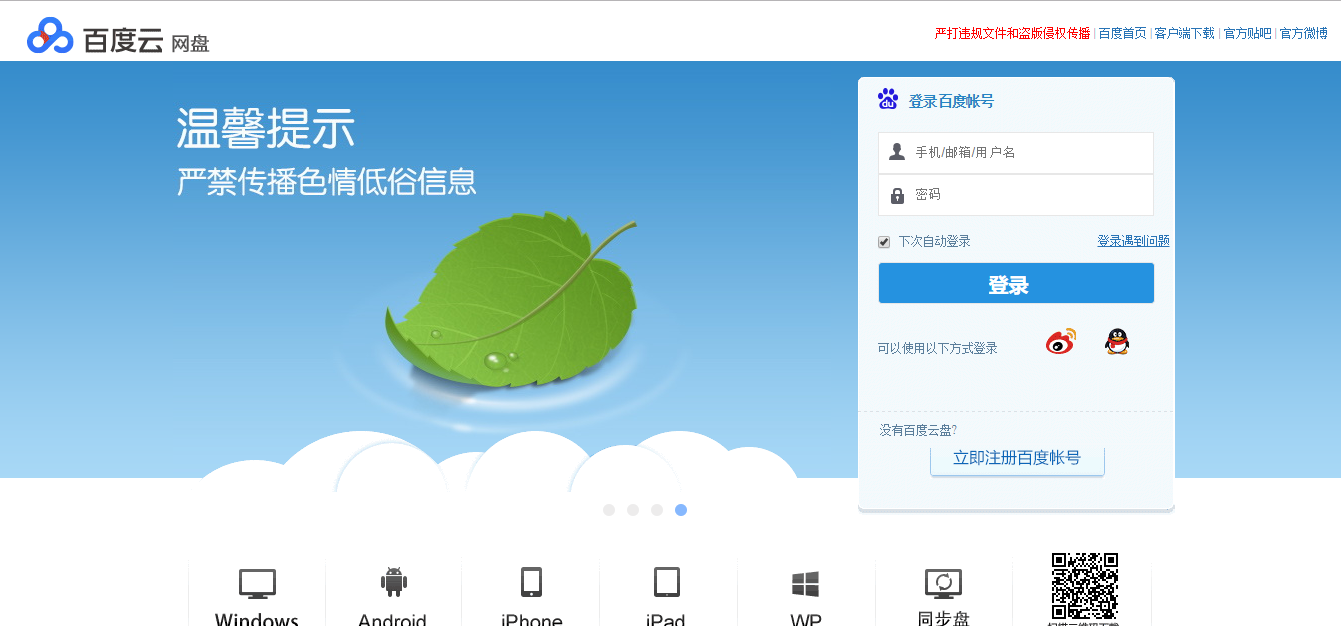 百度云 网盘
严打违规文件和盗版侵权传播 | 百度首页 | 客户端下载 | 官方贴吧 | 官方微博
温馨提示
严禁传播色情低俗信息
du 登录百度帐号
手机/邮箱/用户名
密码
下次自动登录 登录遇到问题
登录
可以使用以下方式登录
没有百度云盘?
立即注册百度帐号
Windows Android iPhone iPad WP 同步盘